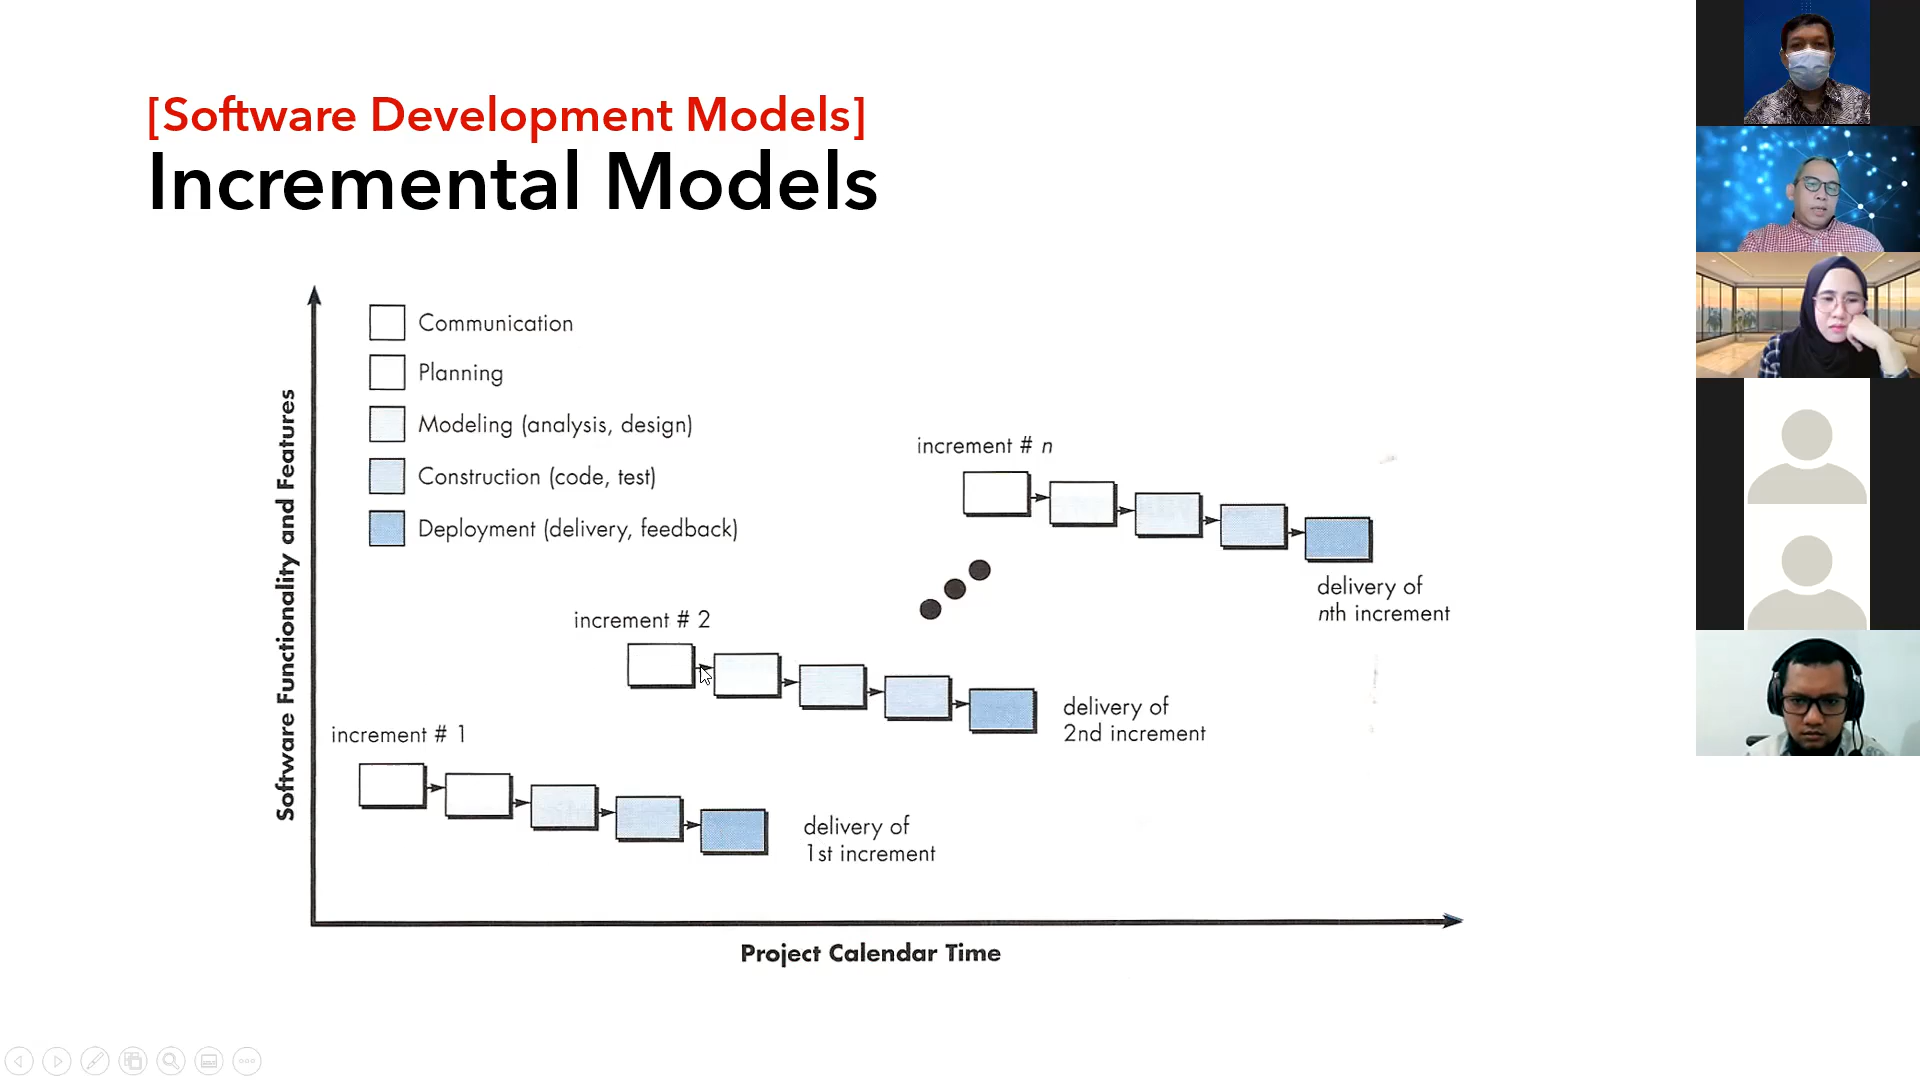 [Software Development Models]
Incremental Models
Software Functionality and Features
Communication
Planning
Modeling (analysis, design)
Construction (code, test)
Deployment (delivery, feedback)
increment # n
delivery of
nth increment
increment # 2
delivery of
2nd increment
increment # 1
delivery of
1st increment
Project Calendar Time